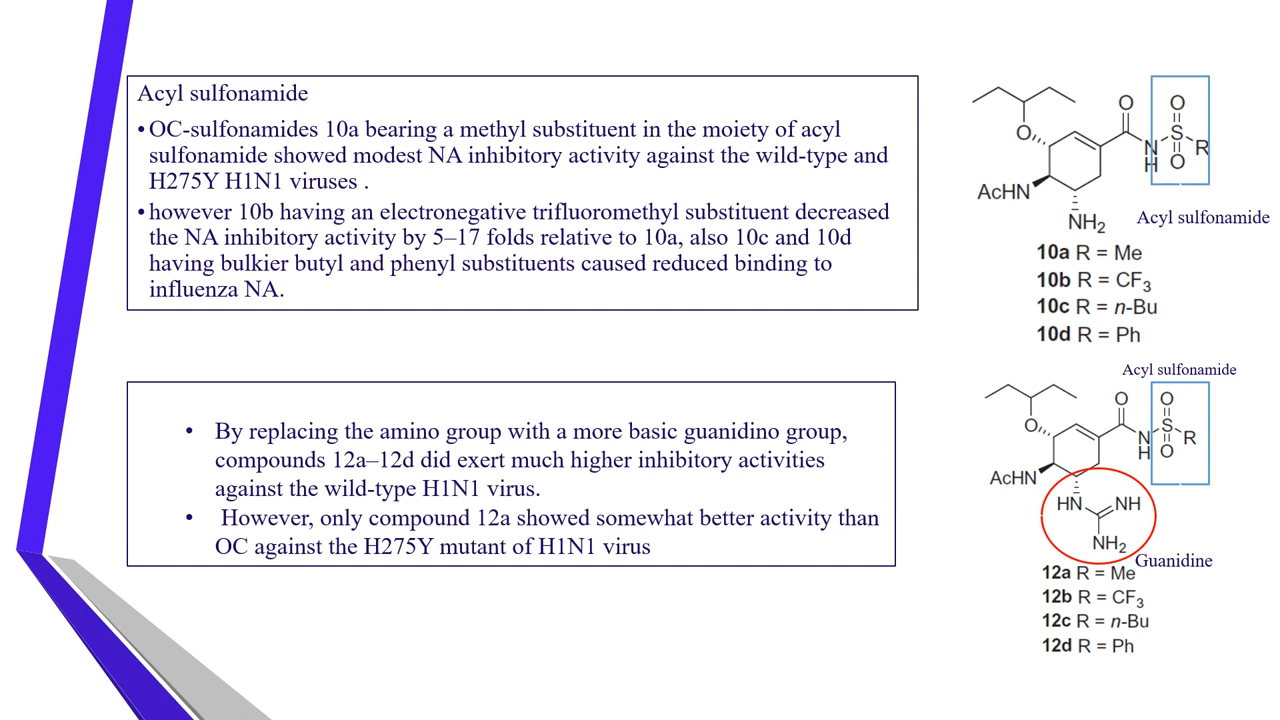 Acyl sulfonamide
• OC-sulfonamides 10a bearing a methyl substituent in the moiety of acyl
sulfonamide showed modest NA inhibitory activity against the wild-type and
H275Y H1N1 viruses .
• however 10b having an electronegative trifluoromethyl substituent decreased
the NA inhibitory activity by 5–17 folds relative to 10a, also 10c and 10d
having bulkier butyl and phenyl substituents caused reduced binding to
influenza NA.
O
O
O
S
N
H
R
O
AcHN
NH2
Acyl sulfonamide
10a R = Me
10b R = CF3
10c R = n-Bu
10d R = Ph
• By replacing the amino group with a more basic guanidino group,
compounds 12a–12d did exert much higher inhibitory activities
against the wild-type H1N1 virus.
• However, only compound 12a showed somewhat better activity than
OC against the H275Y mutant of H1N1 virus
Acyl sulfonamide
O
O
O
S
N
H
R
O
AcHN
HN
NH
NH2
Guanidine
12a R = Me
12b R = CF3
12c R = n-Bu
12d R = Ph